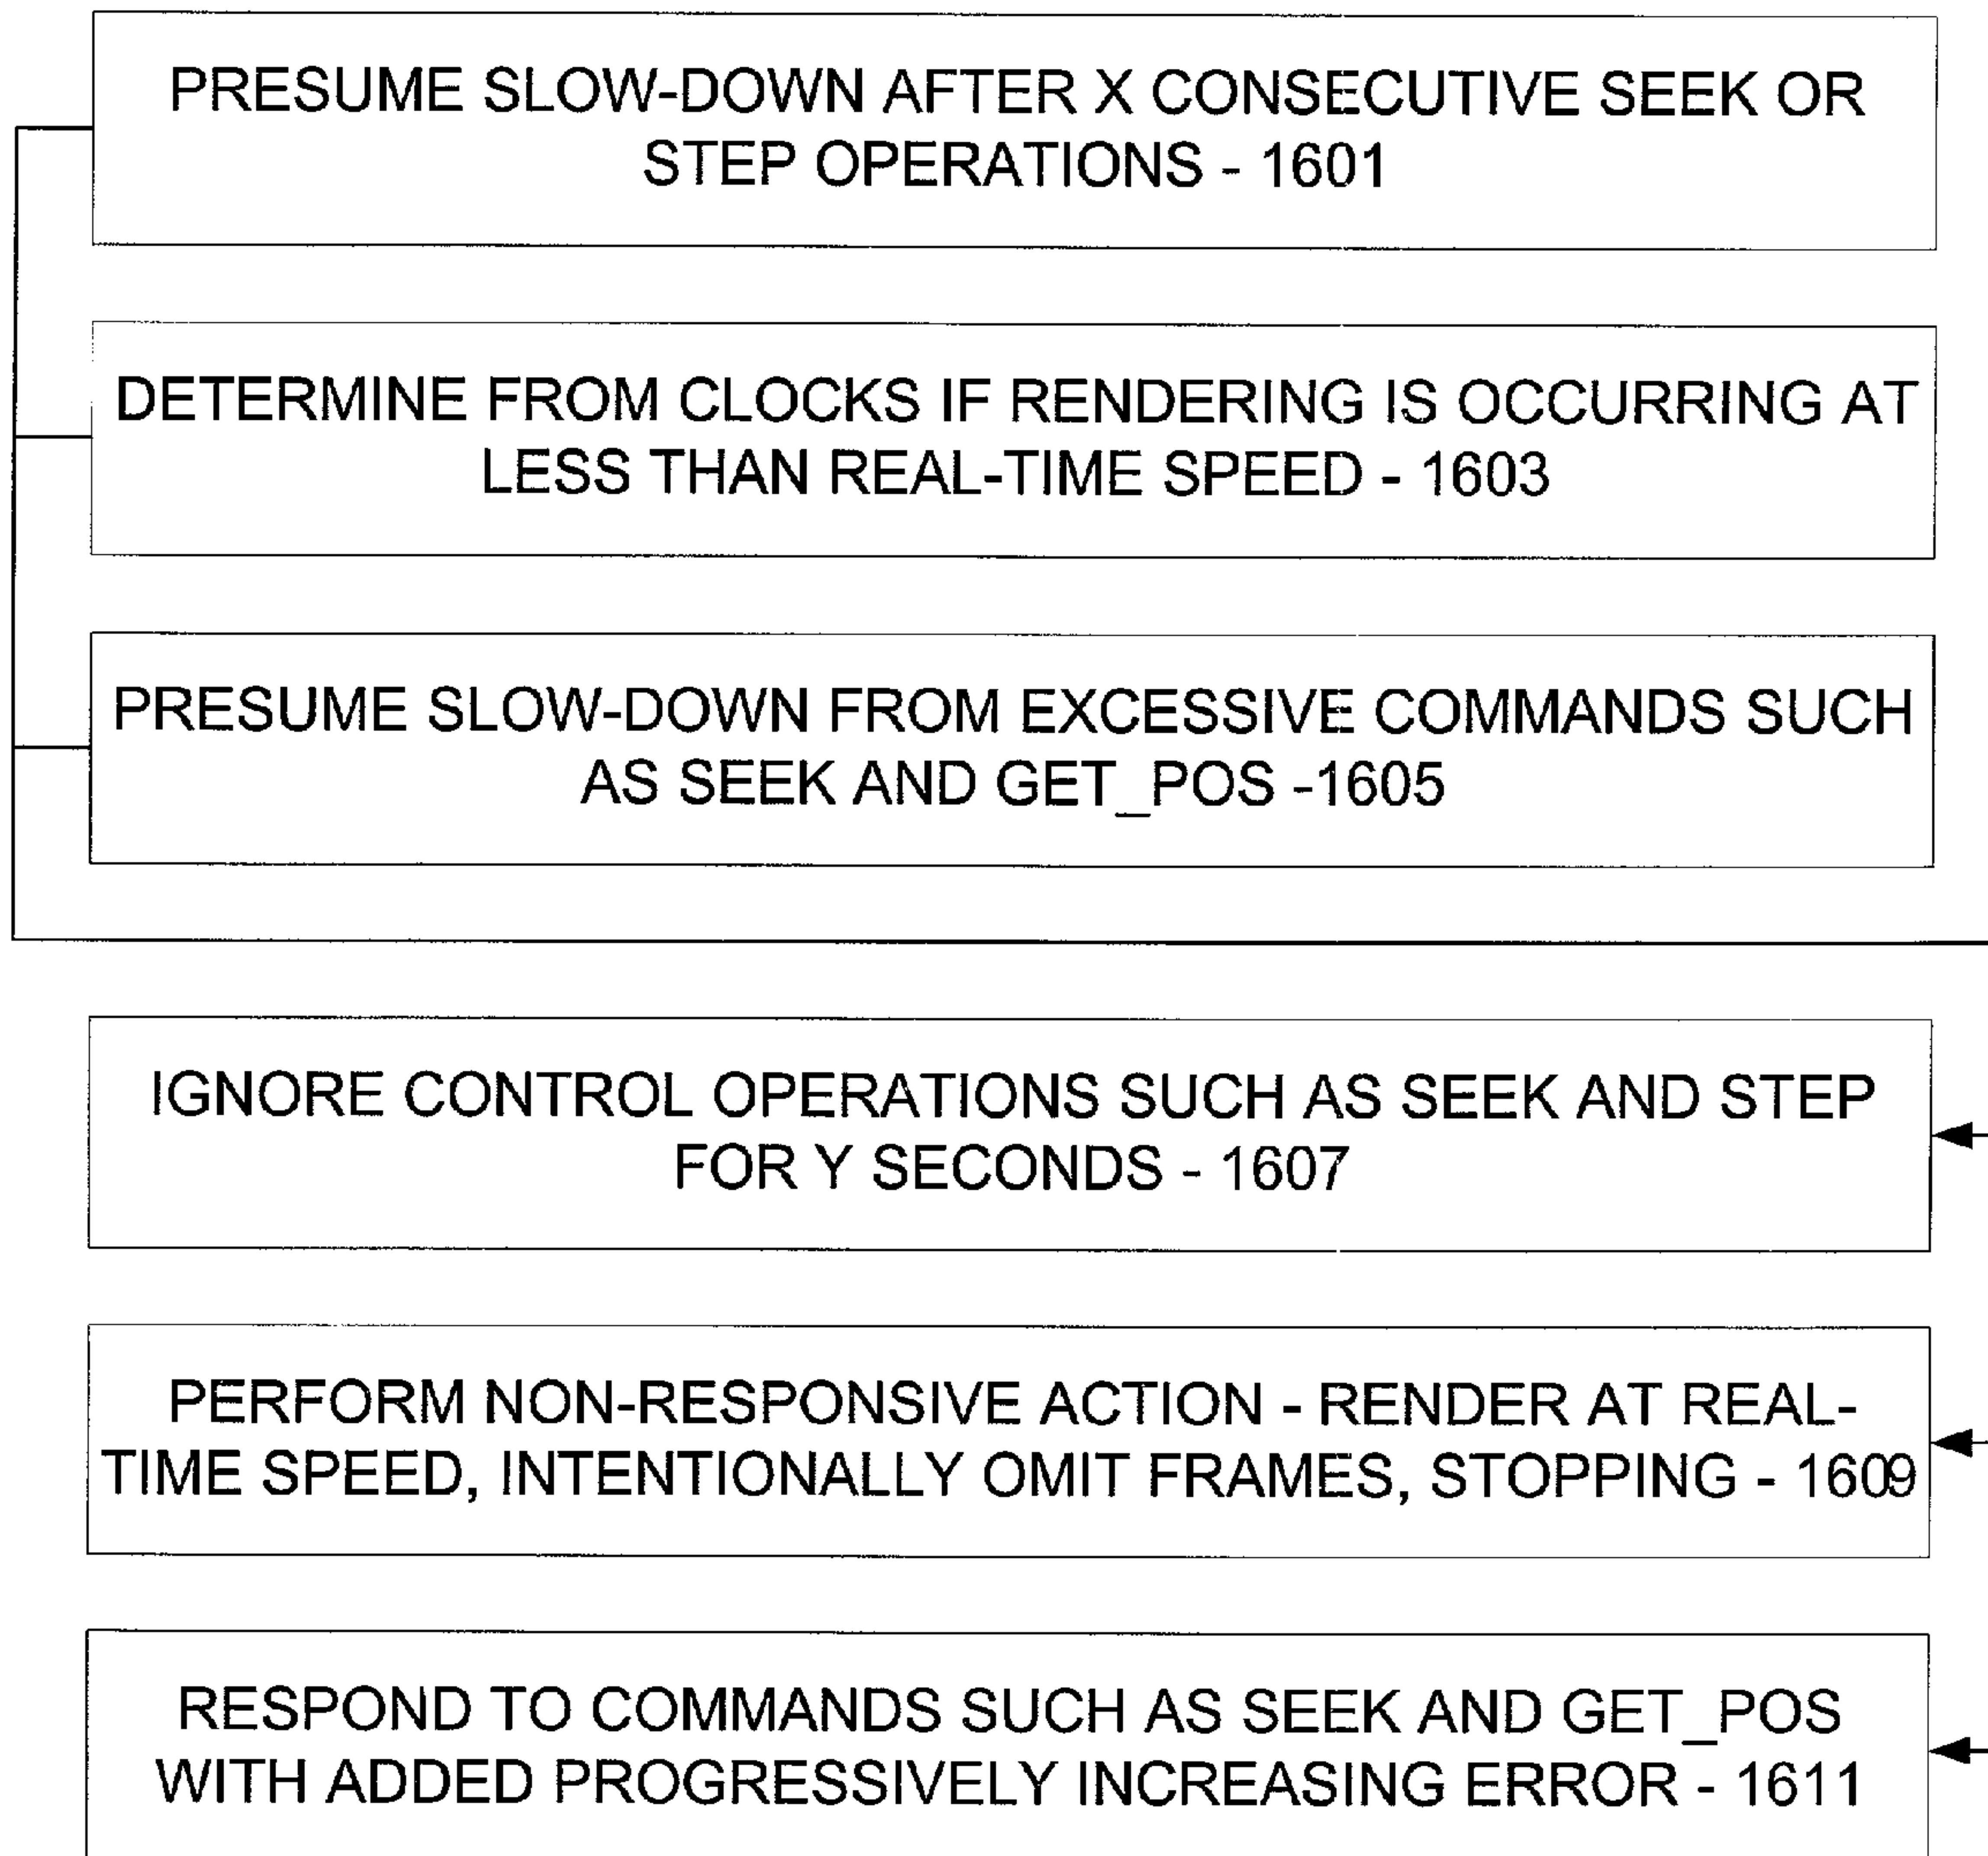 PRESUME SLOW-DOWN AFTER X CONSECUTIVE SEEK OR
STEP OPERATIONS - 1601
DETERMINE FROM CLOCKS IF RENDERING IS OCCURRING AT
LESS THAN REAL-TIME SPEED - 1603
PRESUME SLOW-DOWN FROM EXCESSIVE COMMANDS SUCH
AS SEEK AND GET_POS -1605
IGNORE CONTROL OPERATIONS SUCH AS SEEK AND STEP
FOR Y SECONDS - 1607
PERFORM NON-RESPONSIVE ACTION - RENDER AT REAL-
TIME SPEED, INTENTIONALLY OMIT FRAMES, STOPPING - 1609
RESPOND TO COMMANDS SUCH AS SEEK AND GET_POS
WITH ADDED PROGRESSIVELY INCREASING ERROR - 1611